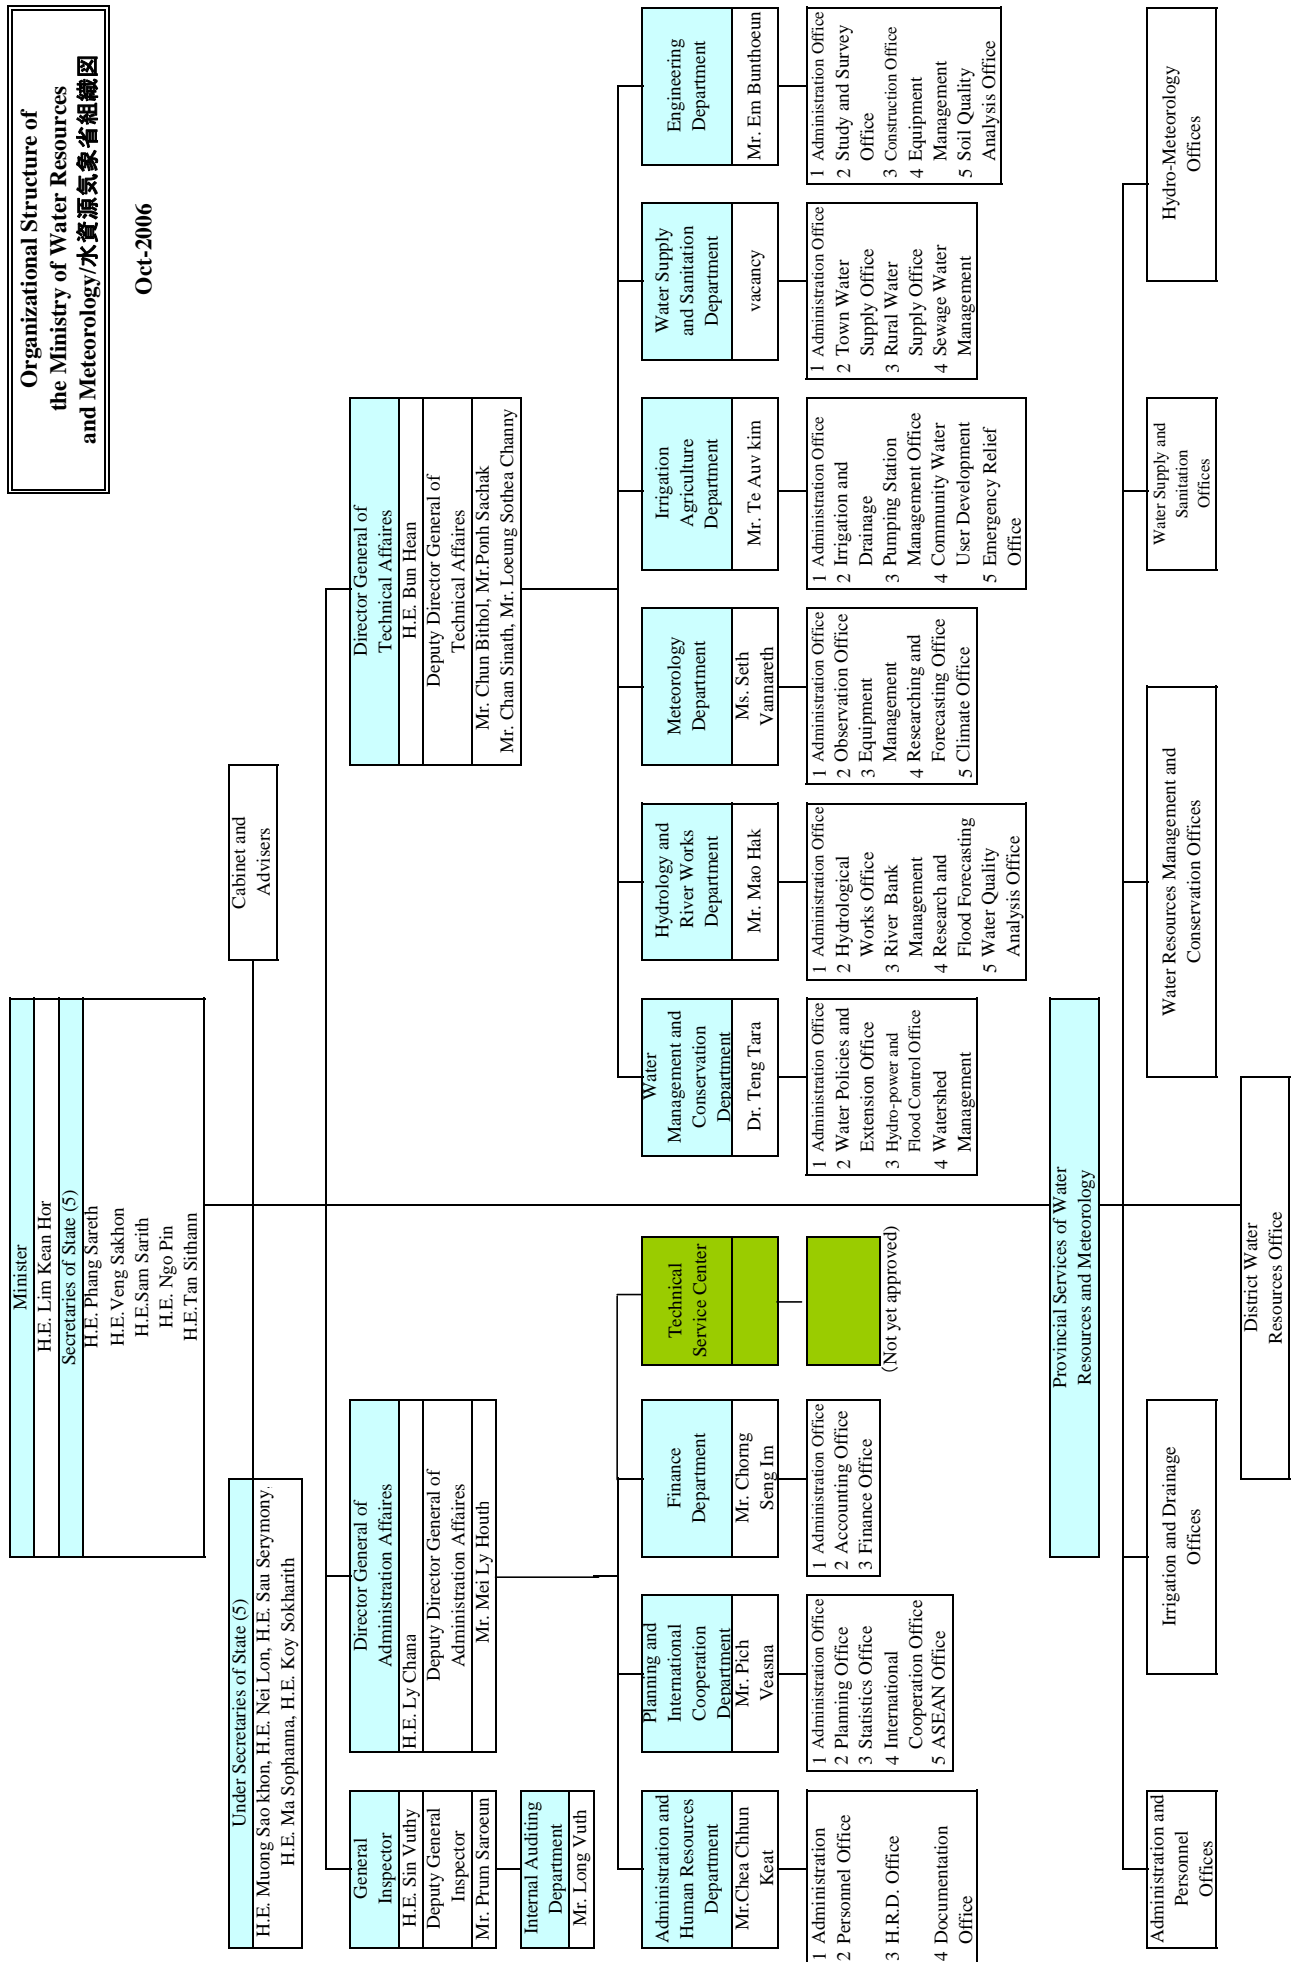 Organizational Structure of
the Ministry of Water Resources
and Meteorology/水資源気象省組織図
Oct-2006
Minister
H.E. Lim Kean Hor
Secretaries of State (5)
H.E. Phang Sareth
H.E.Veng Sakhon
H.E.Sam Sarith
H.E. Ngo Pin
H.E.Tan Sithann
Under Secretaries of State (5)
H.E. Muong Sao khon, H.E. Nei Lon, H.E. Sau Serymony,
H.E. Ma Sophanna, H.E. Koy Sokharith
Cabinet and
Advisers
General
Inspector
H.E. Sin Vuthy
Deputy General
Inspector
Mr. Prum Saroeun
Internal Auditing
Department
Mr. Long Vuth
Director General of
Administration Affaires
H.E. Ly Chana
Deputy Director General of
Administration Affaires
Mr. Mei Ly Houth
Director General of
Technical Affaires
H.E. Bun Hean
Deputy Director General of
Technical Affaires
Mr. Chun Bithol, Mr.Ponh Sachak
Mr. Chan Sinath, Mr. Loeung Sothea Channy
Administration and
Human Resources
Department
Mr.Chea Chhun
Keat
1 Administration
2 Personnel Office
3 H.R.D. Office
4 Documentation
Office
Planning and
International
Cooperation
Department
Mr. Pich
Veasna
1 Administration Office
2 Planning Office
3 Statistics Office
4 International
Cooperation Office
5 ASEAN Office
Finance
Department
Mr. Chorng
Seng Im
1 Administration Office
2 Accounting Office
3 Finance Office
Technical
Service Center
(Not yet approved)
Water
Management and
Conservation
Department
Dr. Teng Tara
1 Administration Office
2 Water Policies and
Extension Office
3 Hydro-power and
Flood Control Office
4 Watershed
Management
Hydrology and
River Works
Department
Mr. Mao Hak
1 Administration Office
2 Hydrological
Works Office
3 River Bank
Management
4 Research and
Flood Forecasting
5 Water Quality
Analysis Office
Meteorology
Department
Ms. Seth
Vannareth
1 Administration Office
2 Observation Office
3 Equipment
Management
4 Researching and
Forecasting Office
5 Climate Office
Irrigation
Agriculture
Department
Mr. Te Auv kim
1 Administration Office
2 Irrigation and
Drainage
3 Pumping Station
Management Office
4 Community Water
User Development
5 Emergency Relief
Office
Water Supply
and Sanitation
Department
vacancy
1 Administration Office
2 Town Water
Supply Office
3 Rural Water
Supply Office
4 Sewage Water
Management
Engineering
Department
Mr. Em Bunthoeun
1 Administration Office
2 Study and Survey
Office
3 Construction Office
4 Equipment
Management
5 Soil Quality
Analysis Office
Provincial Services of Water
Resources and Meteorology
Administration and
Personnel
Offices
Irrigation and Drainage
Offices
Water Resources Management and
Conservation Offices
Water Supply and
Sanitation
Offices
Hydro-Meteorology
Offices
District Water
Resources Office